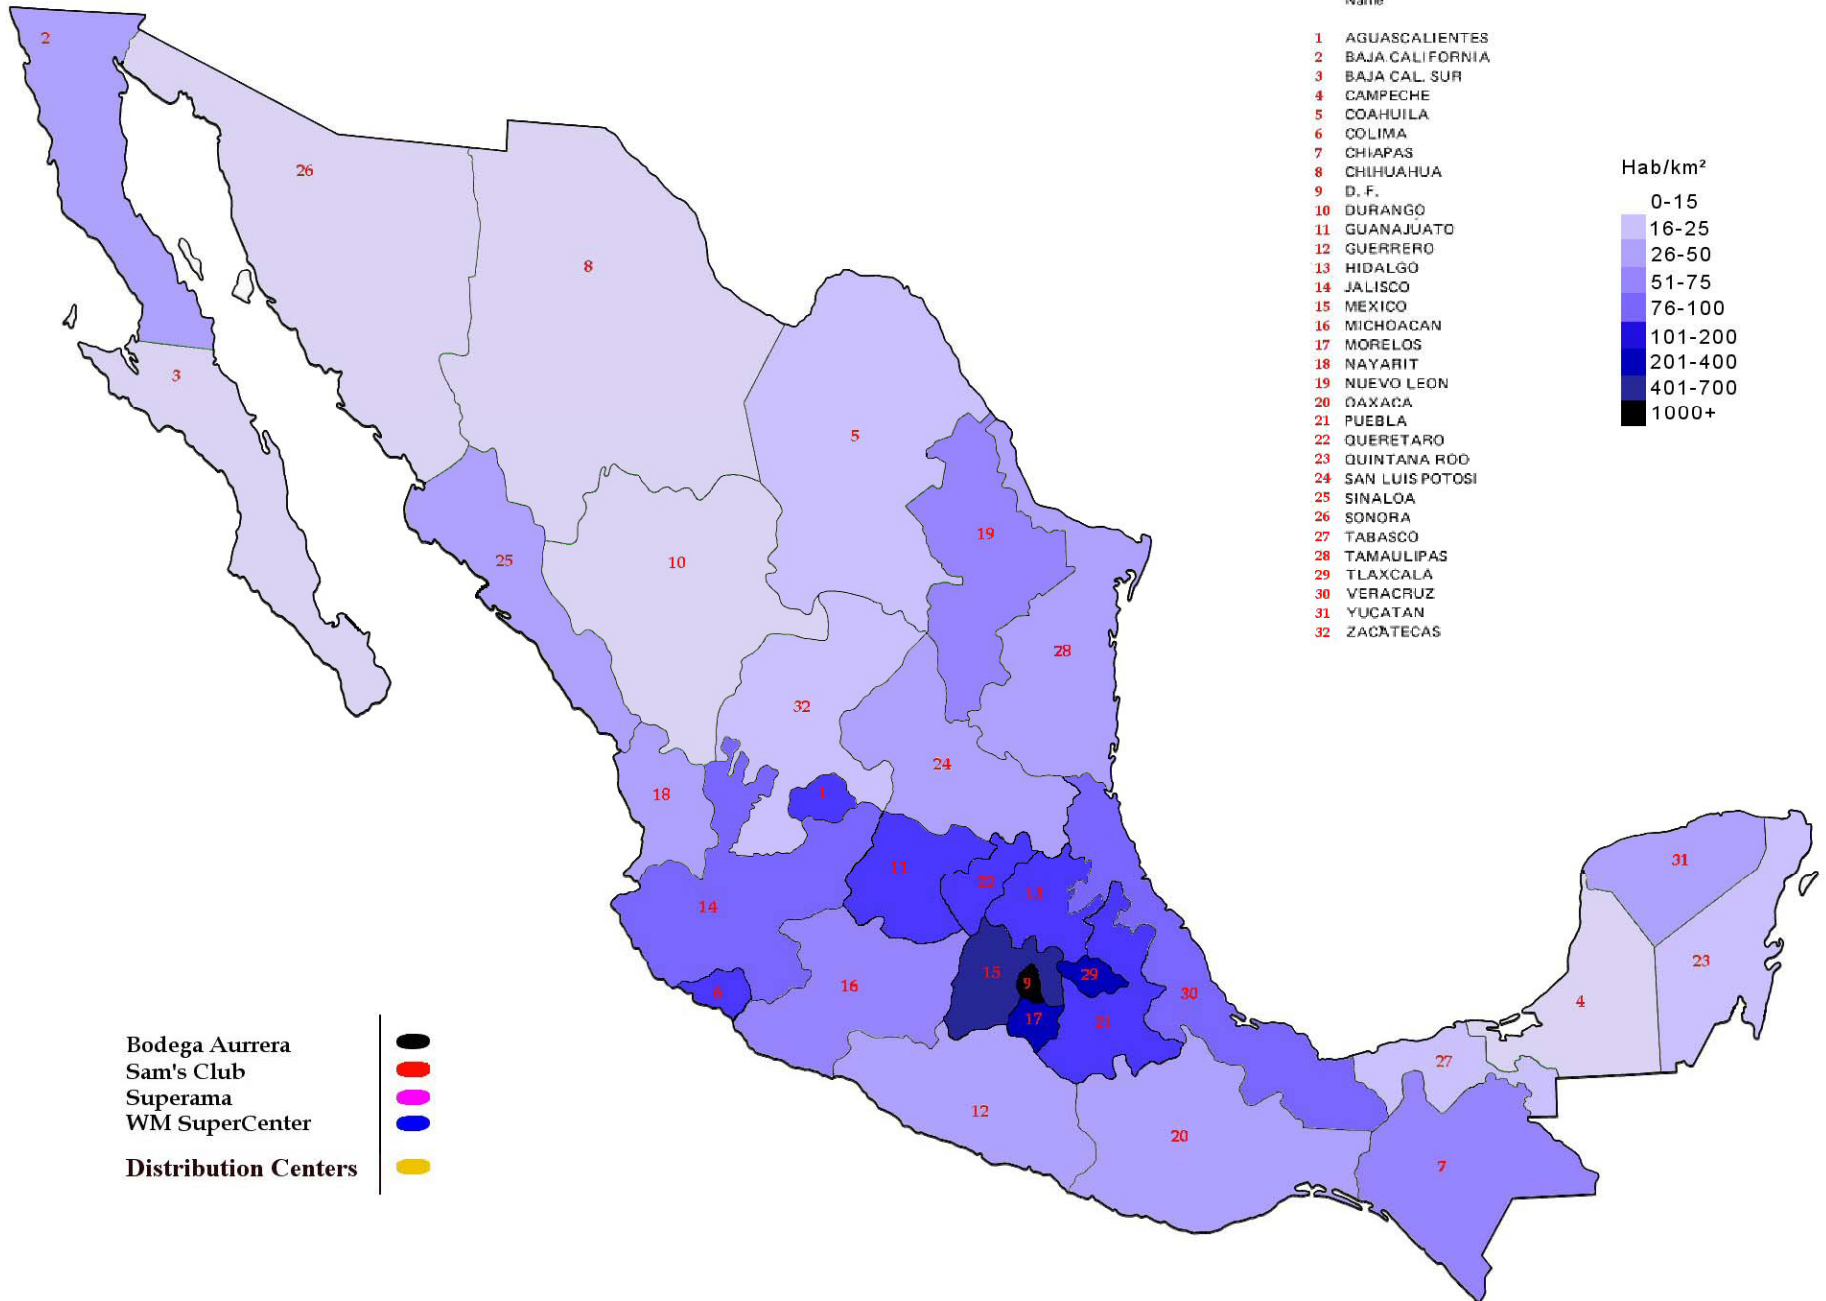 Name
1 AGUASCALIENTES
2 BAJA CALIFORNIA
3 BAJA CAL. SUR
4 CAMPECHE
5 COAHUILA
6 COLIMA
7 CHIAPAS
8 CHIHUAHUA
9 D. F.
10 DURANGO
11 GUANAJUATO
12 GUERRERO
13 HIDALGO
14 JALISCO
15 MEXICO
16 MICHOACAN
17 MORELOS
18 NAYARIT
19 NUEVO LEON
20 OAXACA
21 PUEBLA
22 QUERETARO
23 QUINTANA ROO
24 SAN LUIS POTOSI
25 SINALOA
26 SONORA
27 TABASCO
28 TAMAULIPAS
29 TLAXCALA
30 VERACRUZ
31 YUCATAN
32 ZACATECAS
Hab/km²
0-15
16-25
26-50
51-75
76-100
101-200
201-400
401-700
1000+
2
26
8
3
5
19
25
10
28
32
24
18
1
11
22
13
31
14
15
9
29
16
6
17
21
30
23
4
27
12
20
7
Bodega Aurrera
Sam's Club
Superama
WM SuperCenter
Distribution Centers